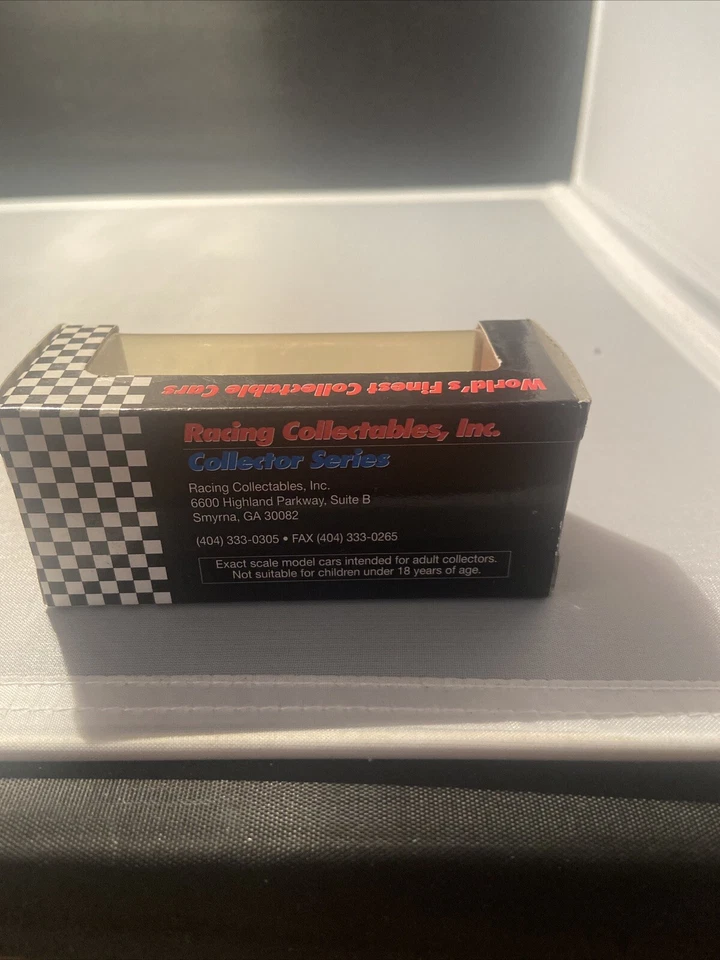 World's Finest Collectable Cars
Racing Collectables, Inc.
Collector Series
Racing Collectables, Inc.
6600 Highland Parkway, Suite B
Smyrna, GA 30082
(404) 333-0305 • FAX (404) 333-0265
Exact scale model cars intended for adult collectors.
Not suitable for children under 18 years of age.